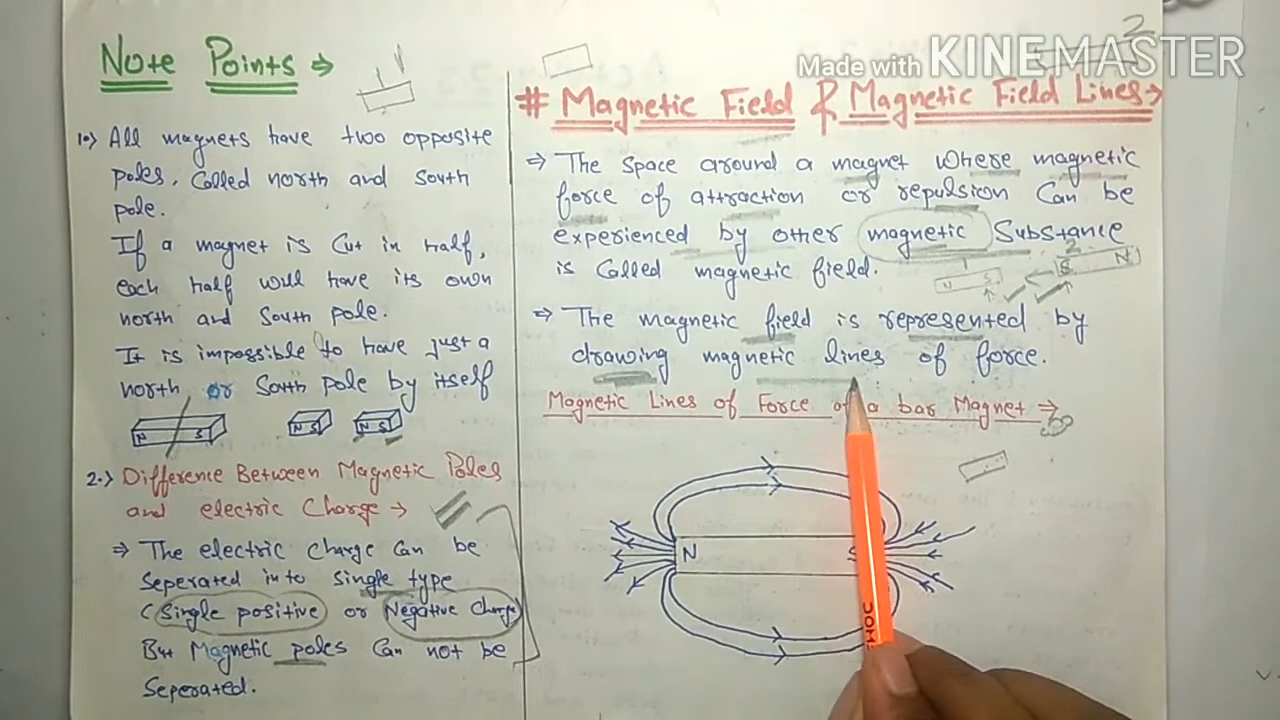 Note Points ⇒
1.) All magnets have two opposite
poles, Called north and South
pole.
If a magnet is Cut in half,
each half will have its own
north and South pole.
It is impossible to have just a
north or South pole by itself
N S N S N S
2.) Difference Between Magnetic Poles
and electric Charge →
⇒ The electric Charge Can be
Seperated in to Single type
(Single positive or Negative Charge)
But Magnetic poles Can not be
Seperated.
2
Made with KINEMASTER
# Magnetic Field & Magnetic Field Lines →
⇒ The Space around a magnet where magnetic
force of attraction or repulsion Can be
experienced by other magnetic Substance
is Called magnetic field.
1 2
N S S N
⇒ The magnetic field is represented by
drawing magnetic lines of force.
Magnetic Lines of Force of a bar Magnet →
N S